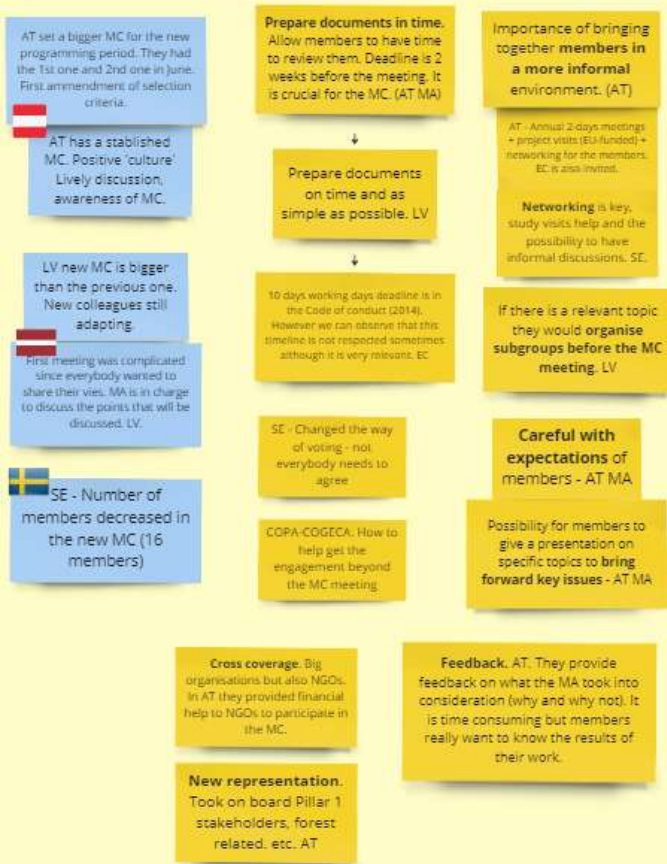 AT set a bigger MC for the new
programming period. They had
the 1st one and 2nd one in June.
First ammendment of selection
criteria.
AT has a stablished
MC. Positive 'culture'
Lively discussion,
awareness of MC.
LV new MC is bigger
than the previous one.
New colleagues still
adapting.
First meeting was complicated
since everybody wanted to
share their vies. MA is in charge
to discuss the points that will be
discussed. LV.
SE - Number of
members decreased in
the new MC (16
members)
Prepare documents in time.
Allow members to have time
to review them. Deadline is 2
weeks before the meeting. It
is crucial for the MC. (AT MA)
Prepare documents
on time and as
simple as possible. LV
10 days working days deadline is in
the Code of conduct (2014).
However we can observe that this
timeline is not respected sometimes
although it is very relevant. EC
SE - Changed the way
of voting - not
everybody needs to
agree
COPA-COGECA. How to
help get the
engagement beyond
the MC meeting
Importance of bringing
together members in
a more informal
environment. (AT)
AT - Annual 2-days meetings
+ project visits (EU-funded) +
networking for the members.
EC is also invited.
Networking is key,
study visits help and the
possibility to have
informal discussions. SE.
If there is a relevant topic
they would organise
subgroups before the MC
meeting. LV
Careful with
expectations of
members - AT MA
Possibility for members to
give a presentation on
specific topics to bring
forward key issues - AT MA
Cross coverage. Big
organisations but also NGOs.
In AT they provided financial
help to NGOs to participate in
the MC.
New representation.
Took on board Pillar 1
stakeholders, forest
related, etc. AT
Feedback. AT. They provide
feedback on what the MA took into
consideration (why and why not). It
is time consuming but members
really want to know the results of
their work.